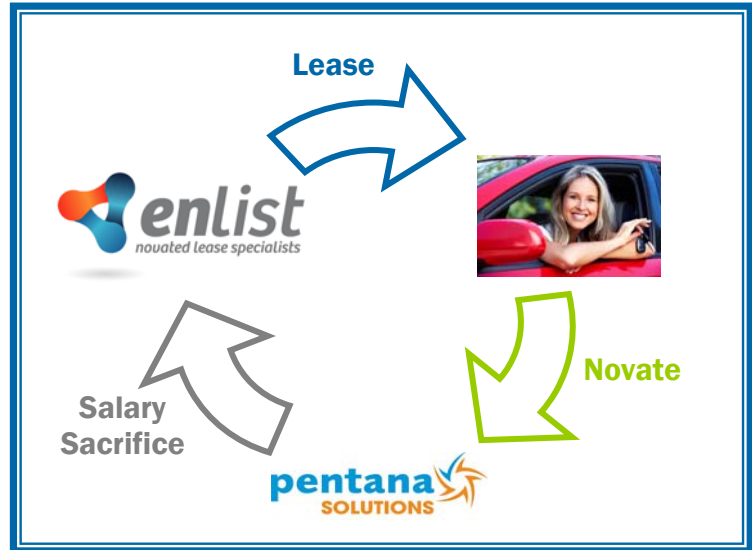 Lease
enlist
novated lease specialists
Novate
Salary
Sacrifice
pentana
SOLUTIONS